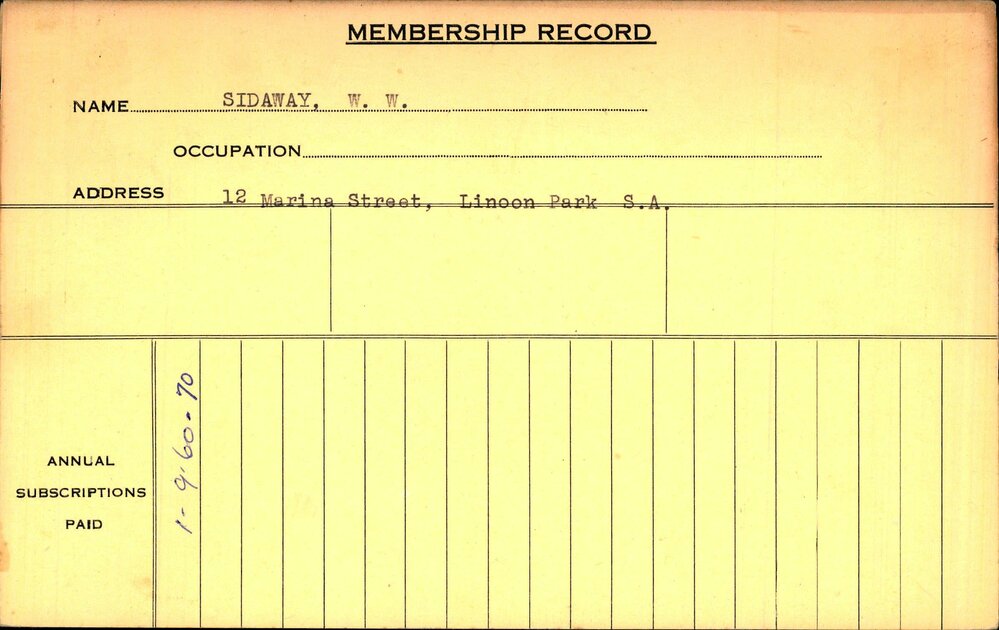 MEMBERSHIP RECORD
NAME SIDAWAY, W. W.
OCCUPATION
ADDRESS 12 Marina Street, Linoon Park S.A.
ANNUAL
SUBSCRIPTIONS
PAID
1-9-60-70